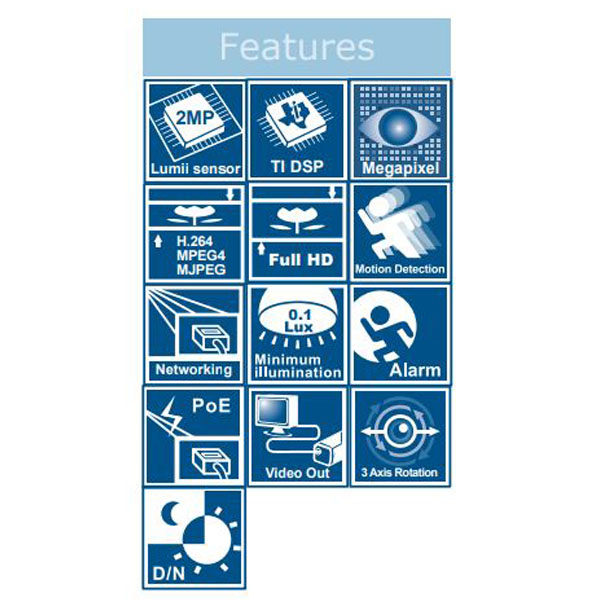 Features
2MP
Lumii sensor
TI DSP
Megapixel
H.264
MPEG4
MJPEG
Full HD
Motion Detection
Networking
0.1
Lux
Minimum
illumination
Alarm
PoE
Video Out
3 Axis Rotation
D/N